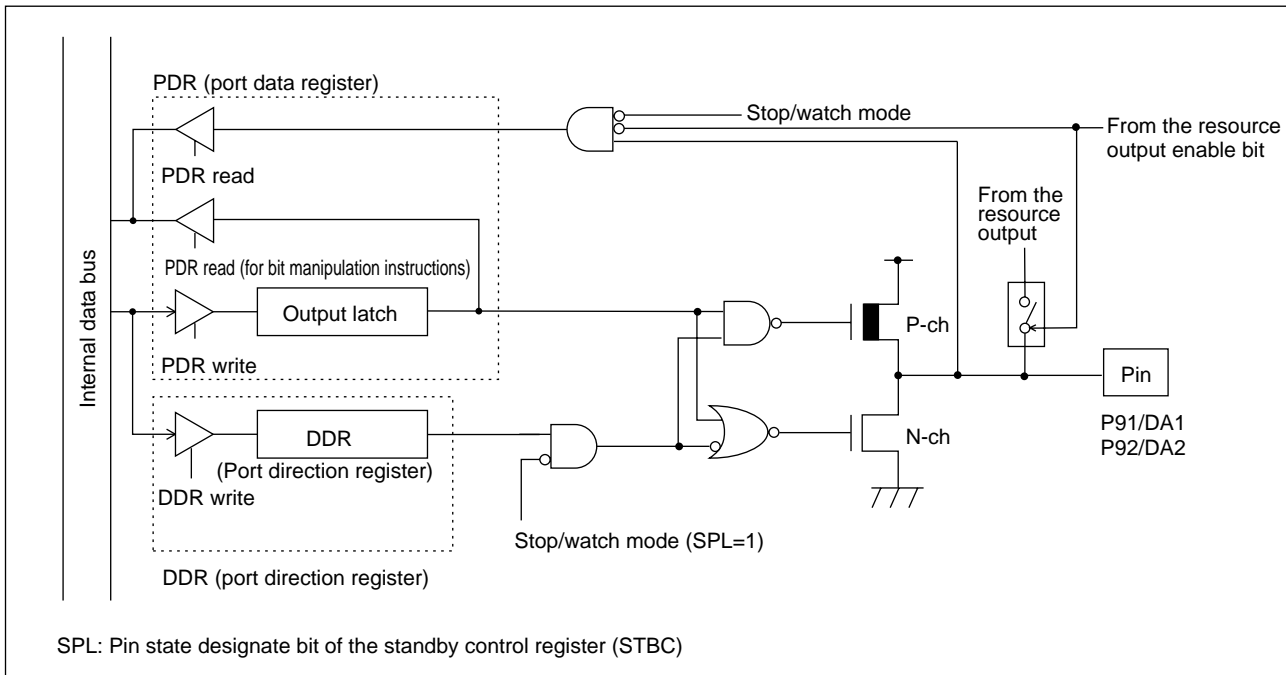 PDR (port data register)
Stop/watch mode
From the resource
output enable bit
PDR read
From the
resource
output
PDR read (for bit manipulation instructions)
Internal data bus
Output latch
P-ch
PDR write
Pin
DDR
(Port direction register)
N-ch
P91/DA1
P92/DA2
DDR write
Stop/watch mode (SPL=1)
DDR (port direction register)
SPL: Pin state designate bit of the standby control register (STBC)